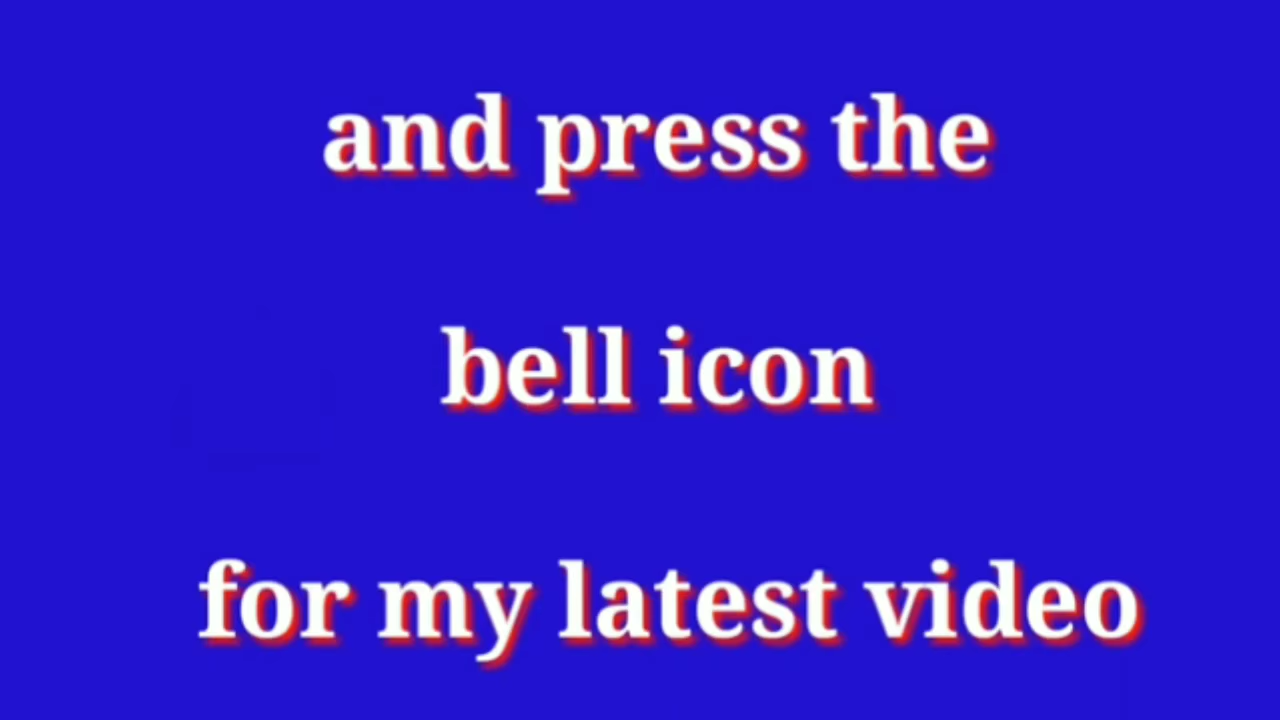 and press the
bell icon
for my latest video